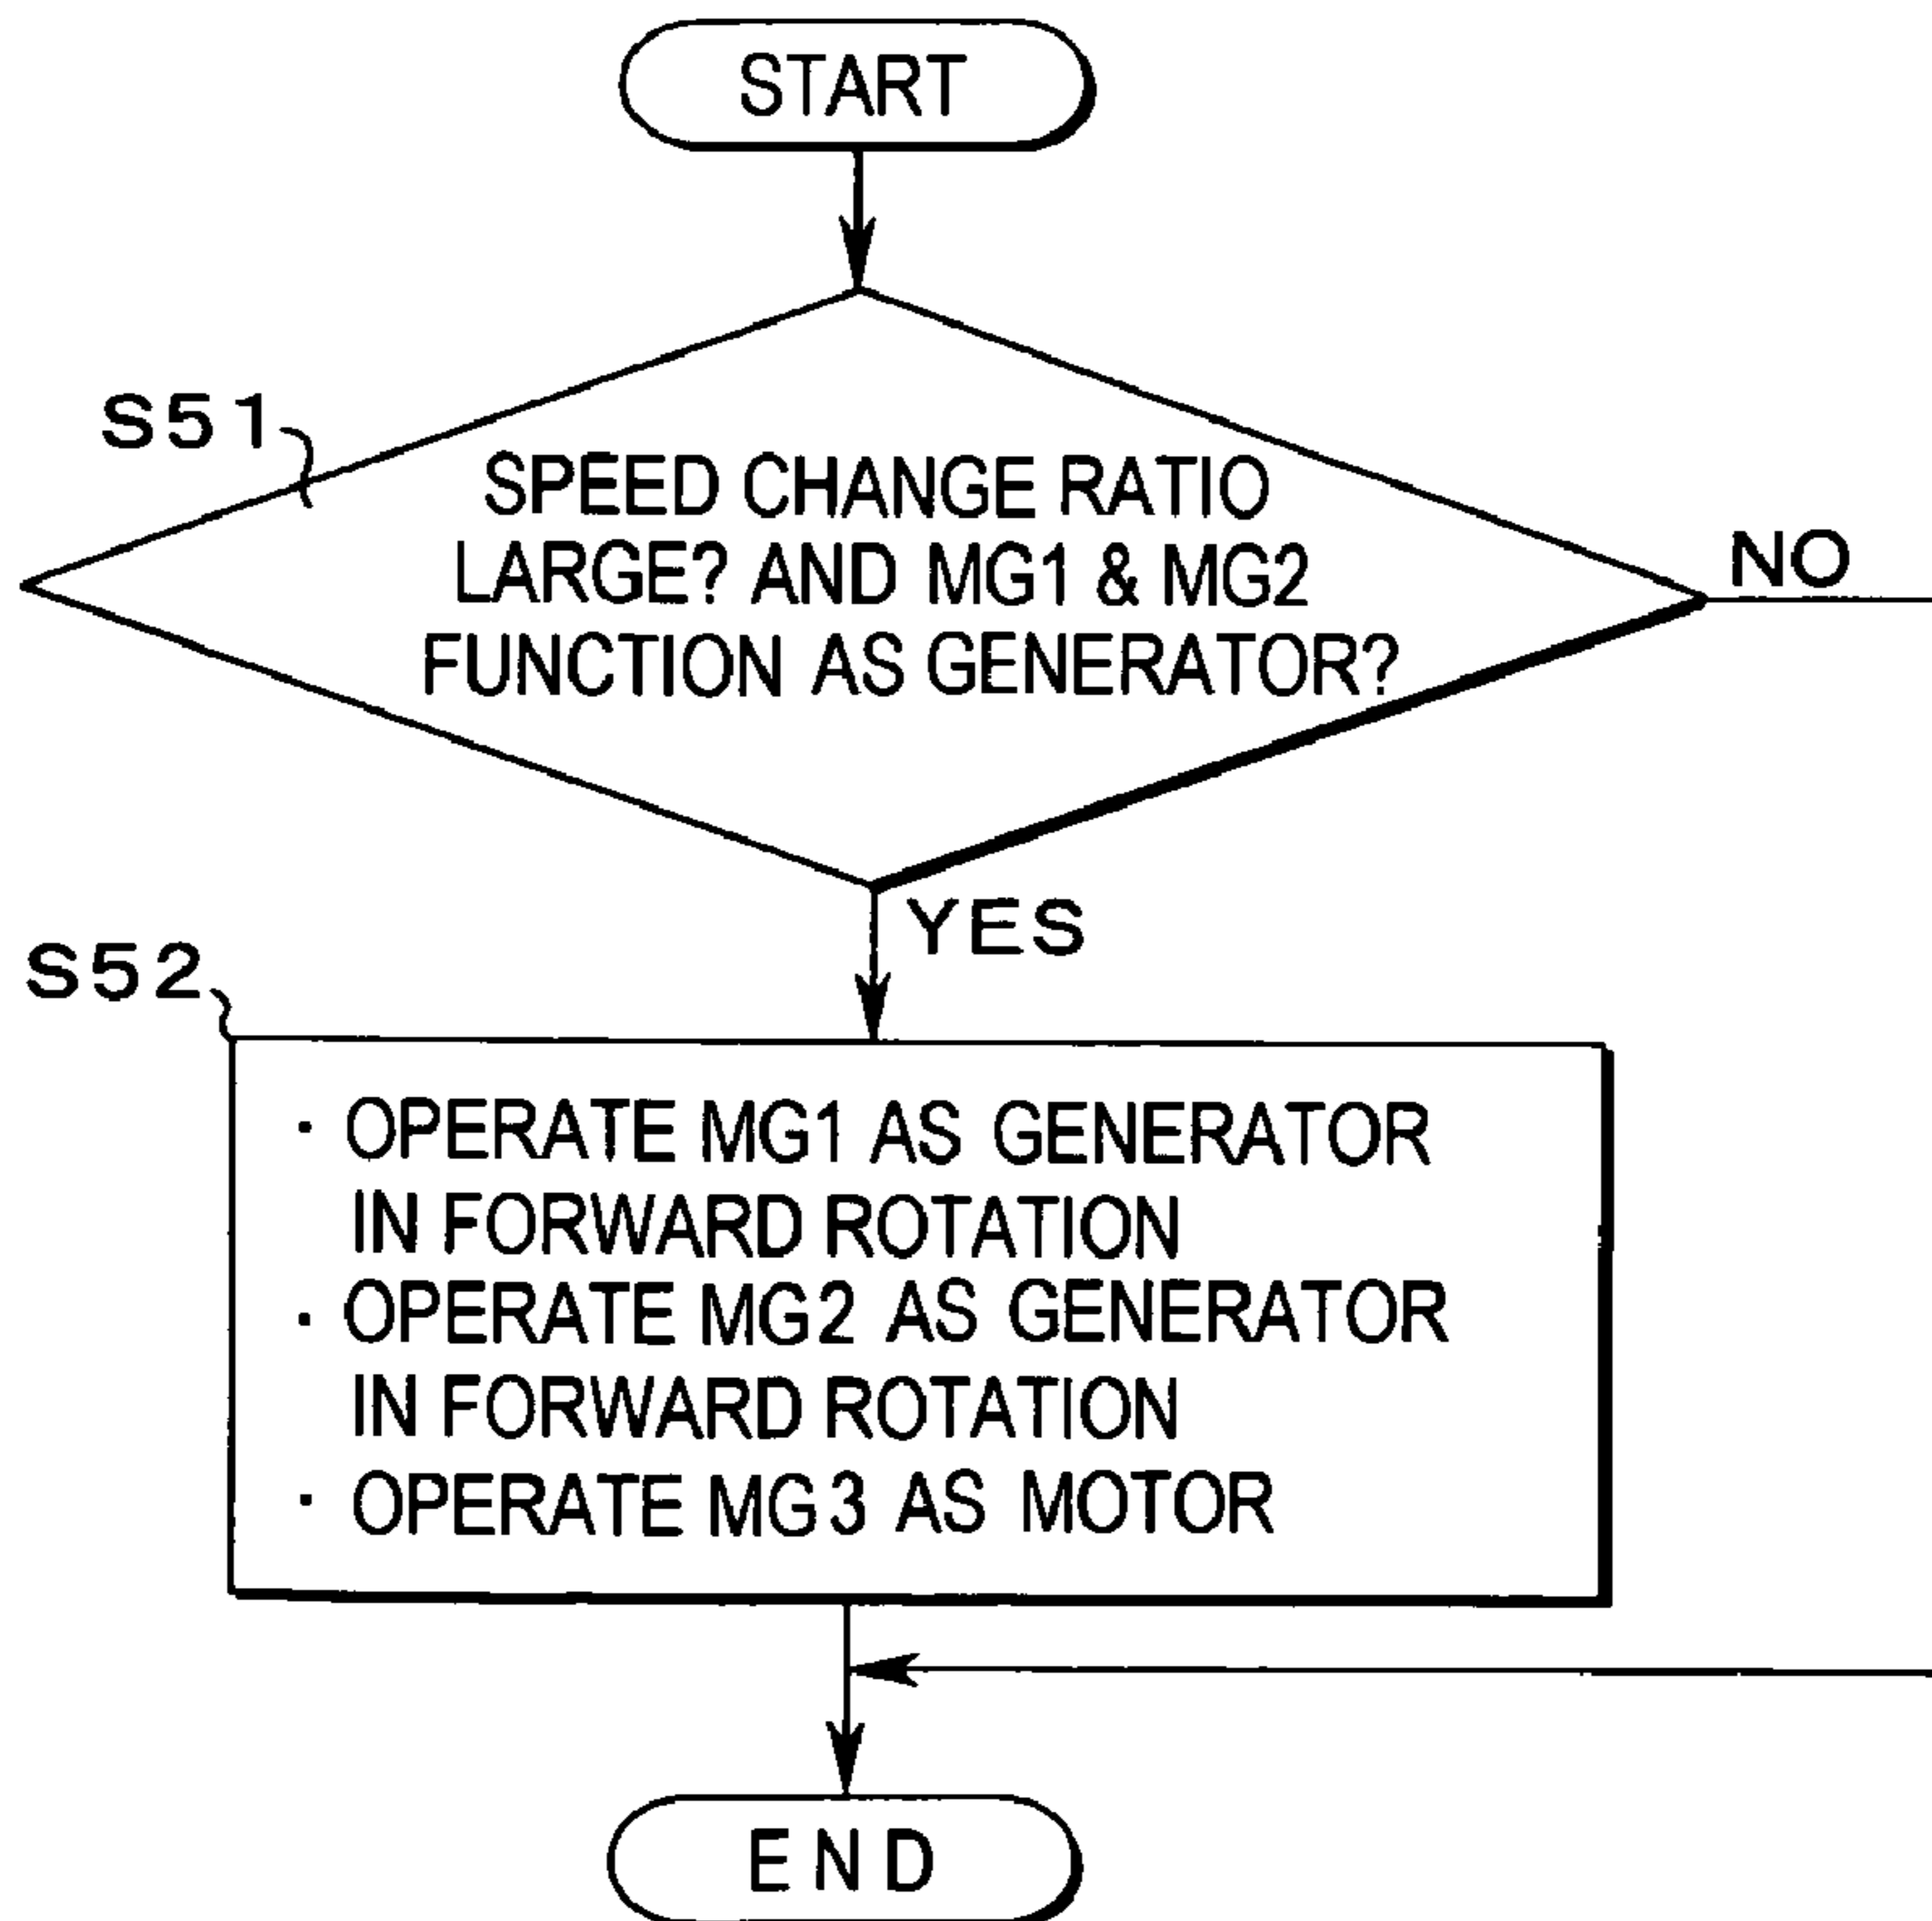 START
S51
SPEED CHANGE RATIO
LARGE? AND MG1 & MG2
FUNCTION AS GENERATOR?
NO
YES
S52
· OPERATE MG1 AS GENERATOR
IN FORWARD ROTATION
· OPERATE MG2 AS GENERATOR
IN FORWARD ROTATION
· OPERATE MG3 AS MOTOR
END